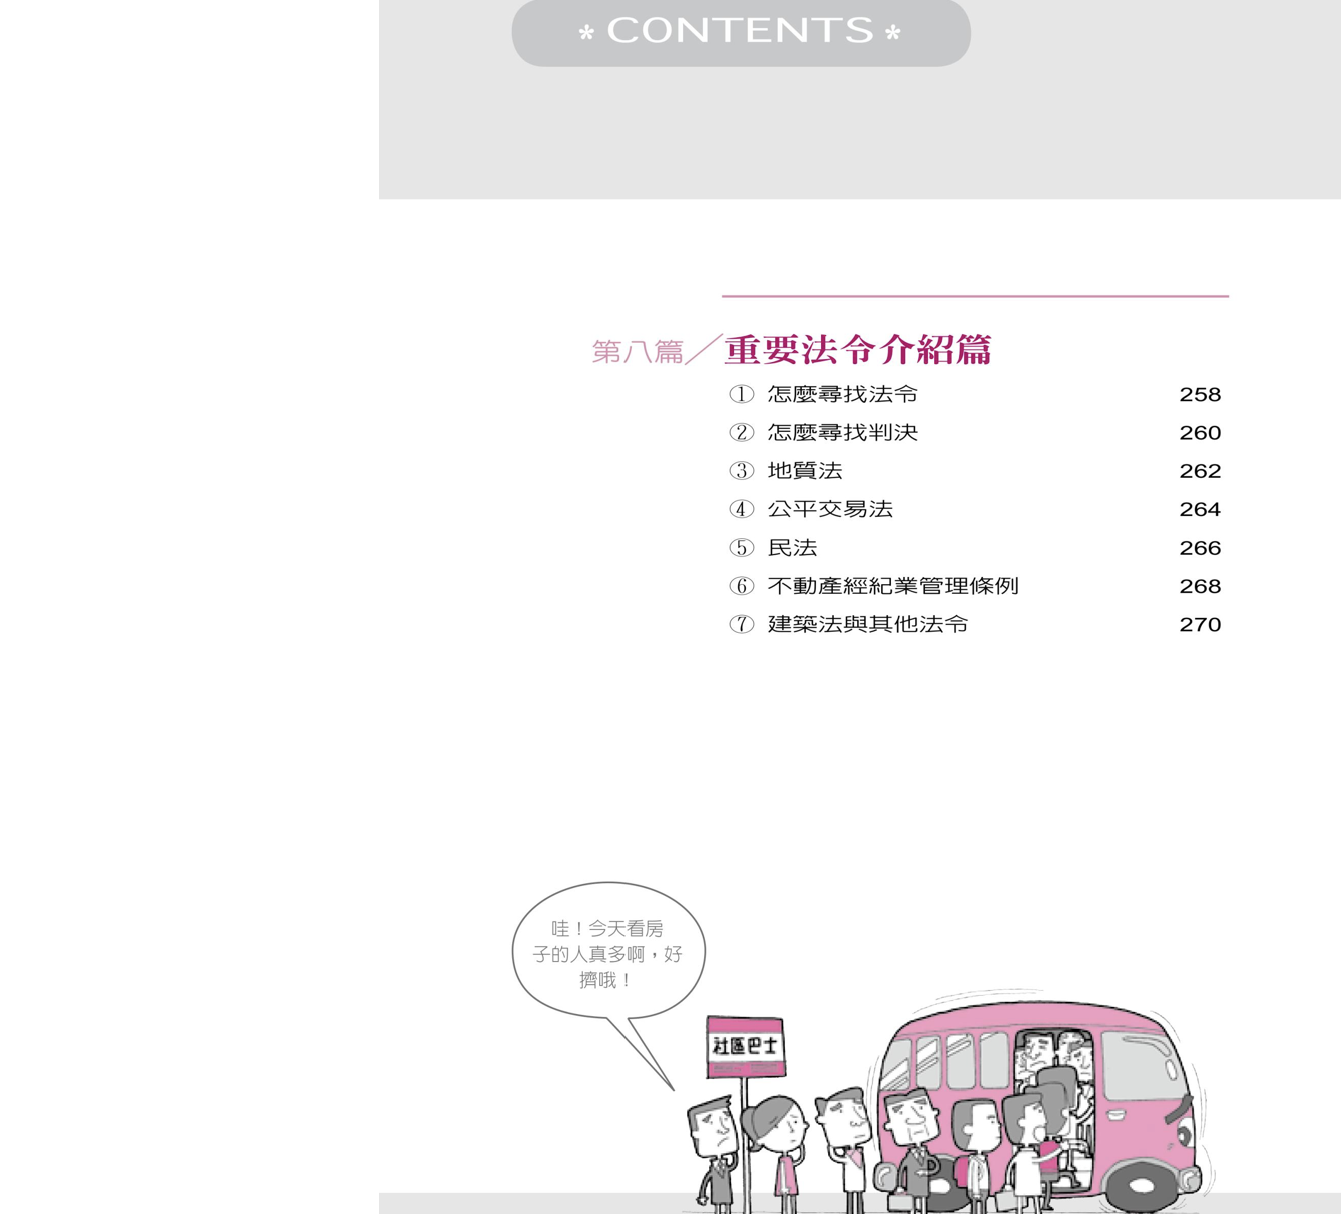 * CONTENTS *
第八篇／重要法令介紹篇
① 怎麼尋找法令 258
② 怎麼尋找判決 260
③ 地質法 262
④ 公平交易法 264
⑤ 民法 266
⑥ 不動產經紀業管理條例 268
⑦ 建築法與其他法令 270
哇！今天看房
子的人真多啊，好
擠哦！
社區巴士